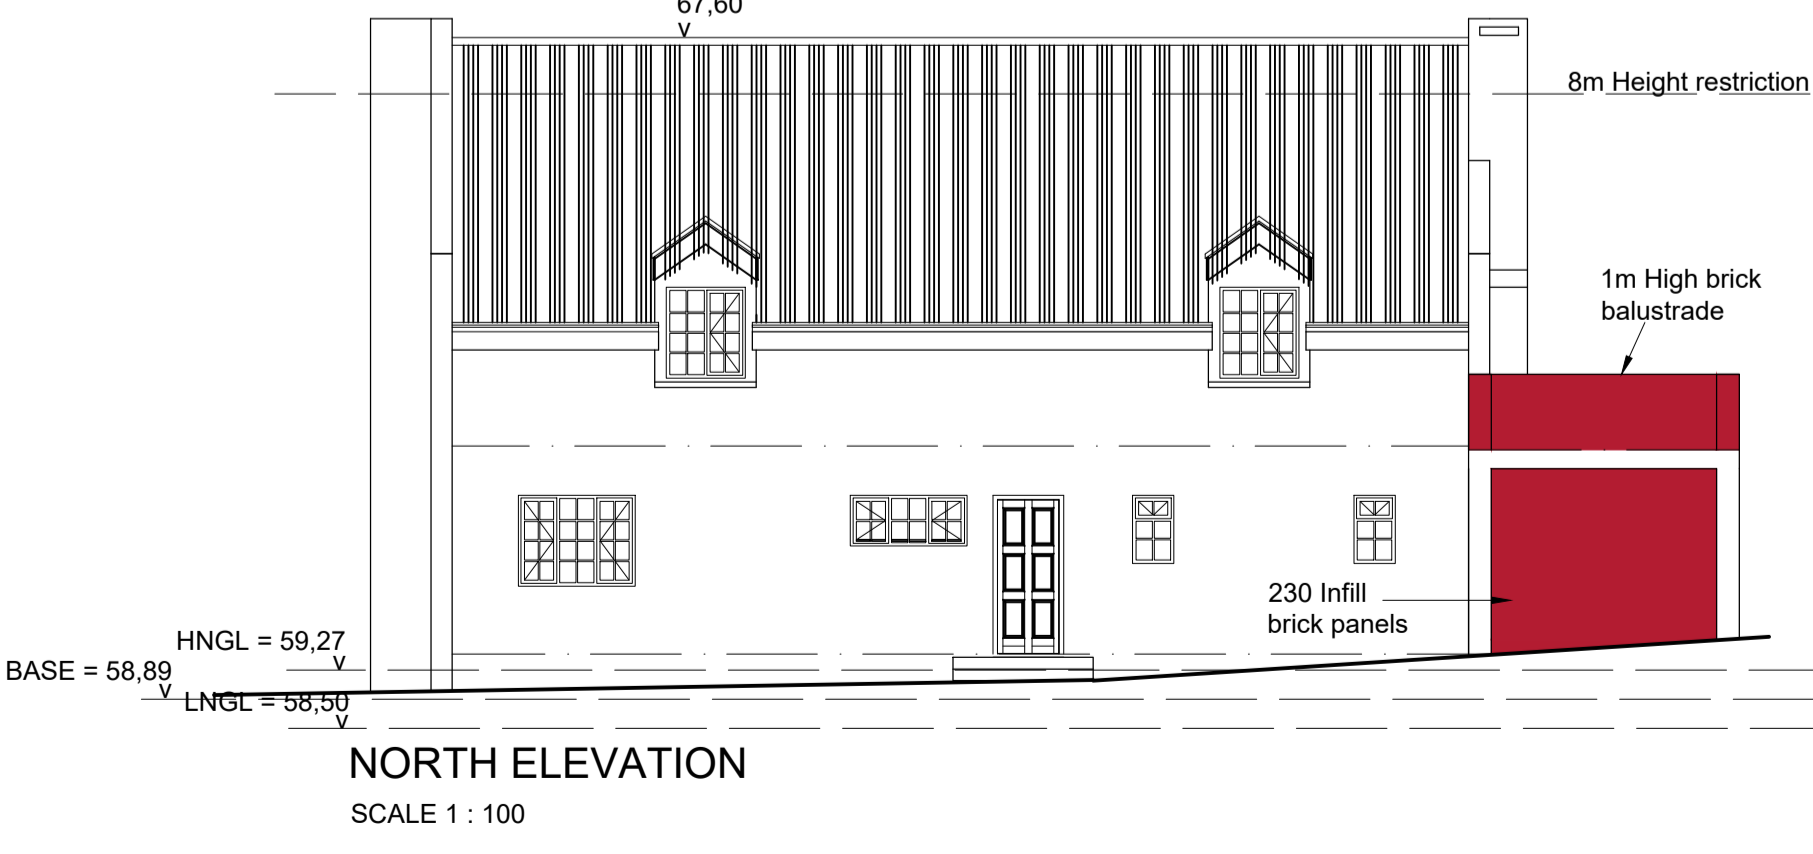 67,60
v
8m Height restriction
1m High brick
balustrade
230 Infill
brick panels
HNGL = 59,27
v
BASE = 58,89
v
LNGL = 58,50
v
NORTH ELEVATION
SCALE 1 : 100